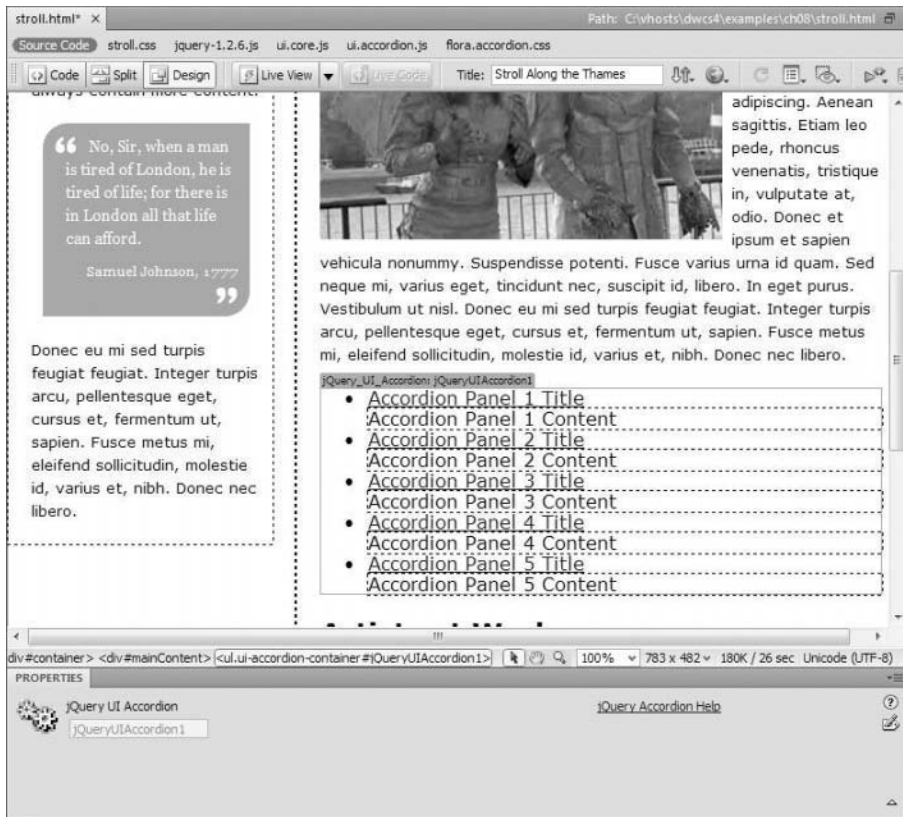 stroll.html* ×
Path: C:\vhosts\dwcs4\examples\ch08\stroll.html
Source Code stroll.css jquery-1.2.6.js ui.core.js ui.accordion.js flora.accordion.css
Code Split Design Live View Live Code Title: Stroll Along the Thames
always contain more content.
“ No, Sir, when a man
is tired of London, he is
tired of life; for there is
in London all that life
can afford.
Samuel Johnson, 1777
”
Donec eu mi sed turpis
feugiat feugiat. Integer turpis
arcu, pellentesque eget,
cursus et, fermentum ut,
sapien. Fusce metus mi,
eleifend sollicitudin, molestie
id, varius et, nibh. Donec nec
libero.
adipiscing. Aenean
sagittis. Etiam leo
pede, rhoncus
venenatis, tristique
in, vulputate at,
odio. Donec et
ipsum et sapien
vehicula nonummy. Suspendisse potenti. Fusce varius urna id quam. Sed
neque mi, varius eget, tincidunt nec, suscipit id, libero. In eget purus.
Vestibulum ut nisl. Donec eu mi sed turpis feugiat feugiat. Integer turpis
arcu, pellentesque eget, cursus et, fermentum ut, sapien. Fusce metus
mi, eleifend sollicitudin, molestie id, varius et, nibh. Donec nec libero.
jQuery_UI_Accordion: jQueryUIAccordion1
• Accordion Panel 1 Title
Accordion Panel 1 Content
• Accordion Panel 2 Title
Accordion Panel 2 Content
• Accordion Panel 3 Title
Accordion Panel 3 Content
• Accordion Panel 4 Title
Accordion Panel 4 Content
• Accordion Panel 5 Title
Accordion Panel 5 Content
div#container> <div#mainContent> <ul.ui-accordion-container#jQueryUIAccordion1> 100% 783 x 482 180K / 26 sec Unicode (UTF-8)
PROPERTIES
jQuery UI Accordion
jQuery Accordion Help
jQueryUIAccordion1